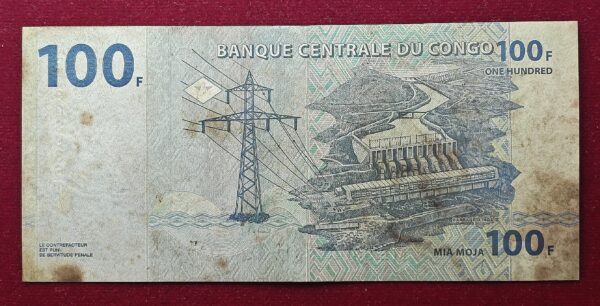 100F
BANQUE CENTRALE DU CONGO
100F
ONE HUNDRED
LE CONTREFACTEUR
EST PUNI
DE SERVITUDE PENALE
MIA MOJA 100F